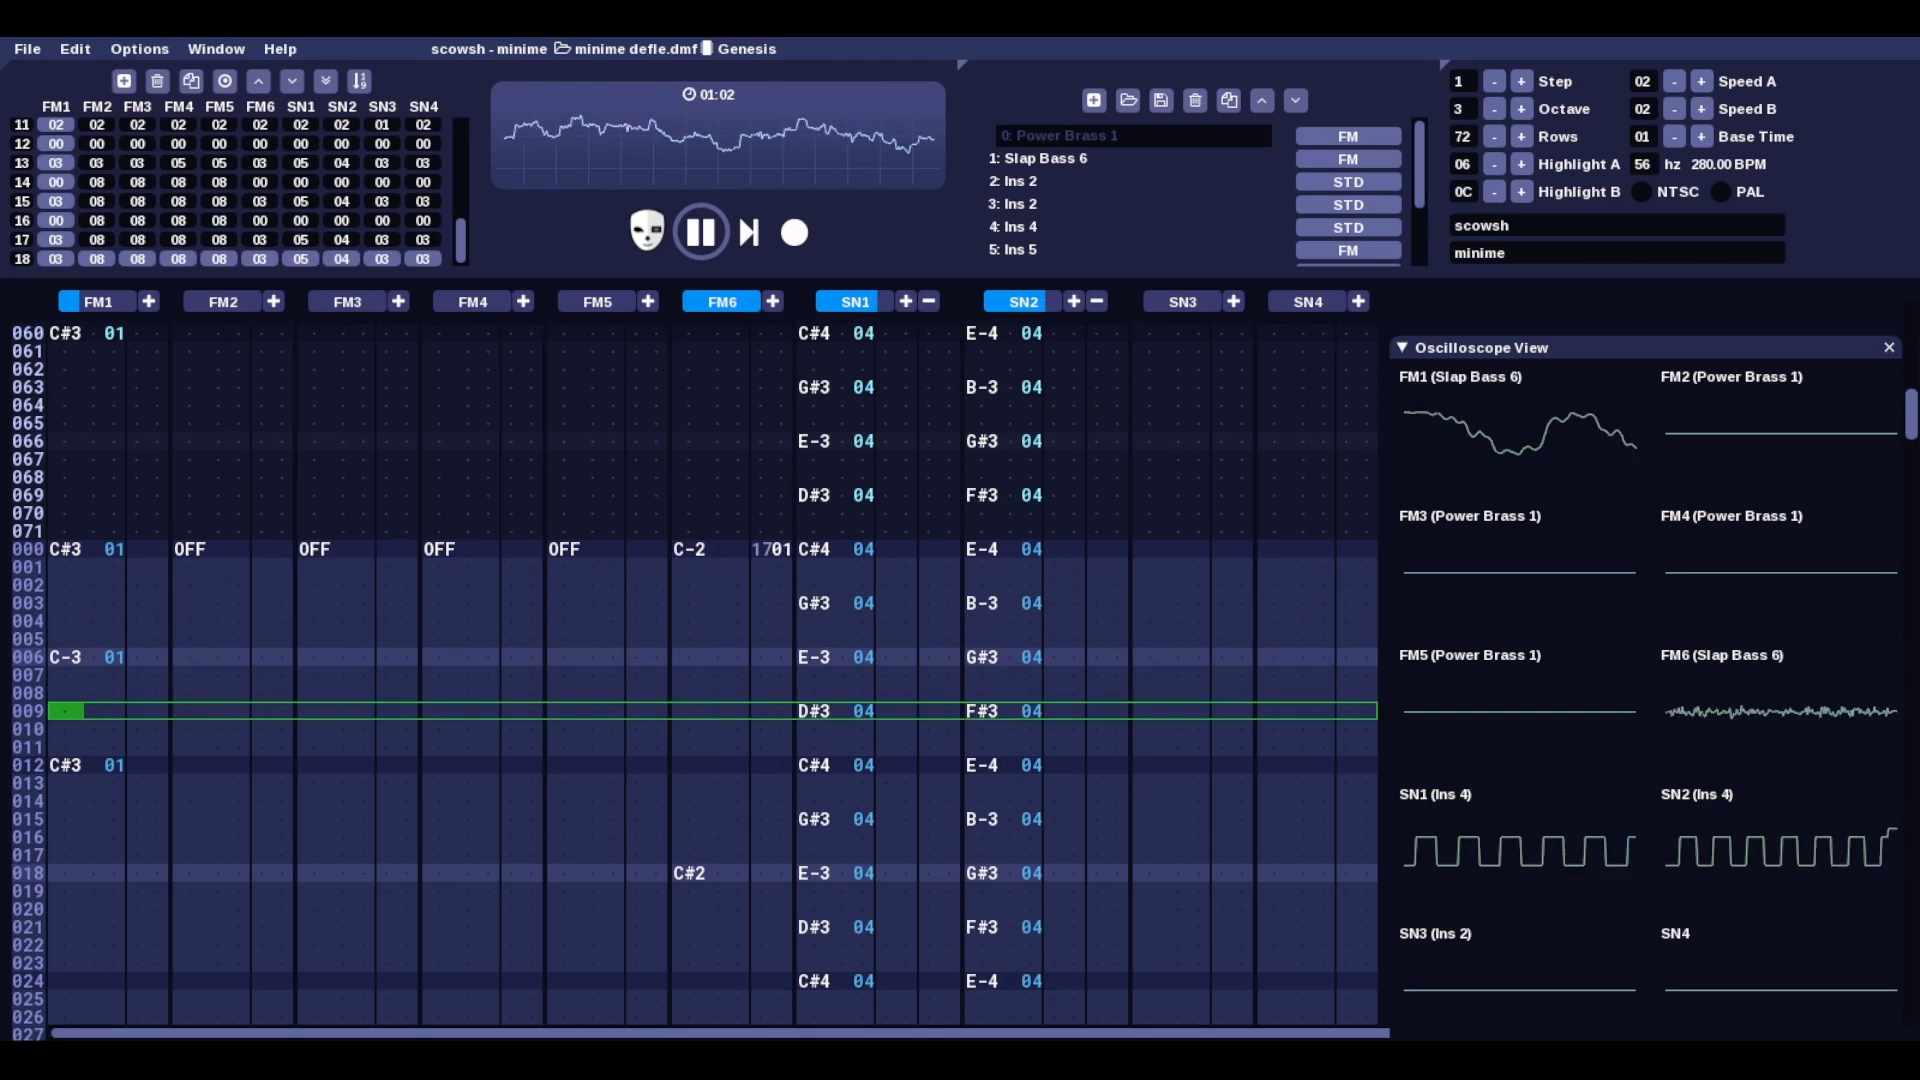 File Edit Options Window Help scowsh - minime minime defle.dmf Genesis
FM1 FM2 FM3 FM4 FM5 FM6 SN1 SN2 SN3 SN4
11 02 02 02 02 02 02 02 02 01 02
12 00 00 00 00 00 00 00 00 00 00
13 03 03 03 05 05 03 05 04 03 03
14 00 08 08 08 08 00 00 00 00 00
15 03 08 08 08 08 03 05 04 03 03
16 00 08 08 08 08 00 00 00 00 00
17 03 08 08 08 08 03 05 04 03 03
18 03 08 08 08 08 03 05 04 03 03
01:02
0: Power Brass 1 FM
1: Slap Bass 6 FM
2: Ins 2 STD
3: Ins 2 STD
4: Ins 4 STD
5: Ins 5 FM
1 - + Step 02 - + Speed A
3 - + Octave 02 - + Speed B
72 - + Rows 01 - + Base Time
06 - + Highlight A 56 hz 280.00 BPM
0C - + Highlight B NTSC PAL
scowsh
minime
FM1 + FM2 + FM3 + FM4 + FM5 + FM6 + SN1 + - SN2 + - SN3 + SN4 +
060 C#3 01 C#4 04 E-4 04
061
062
063 G#3 04 B-3 04
064
065
066 E-3 04 G#3 04
067
068
069 D#3 04 F#3 04
070
071
000 C#3 01 OFF OFF OFF OFF C-2 1701 C#4 04 E-4 04
001
002
003 G#3 04 B-3 04
004
005
006 C-3 01 E-3 04 G#3 04
007
008
009 D#3 04 F#3 04
010
011
012 C#3 01 C#4 04 E-4 04
013
014
015 G#3 04 B-3 04
016
017
018 C#2 E-3 04 G#3 04
019
020
021 D#3 04 F#3 04
022
023
024 C#4 04 E-4 04
025
026
027
Oscilloscope View
FM1 (Slap Bass 6) FM2 (Power Brass 1)
FM3 (Power Brass 1) FM4 (Power Brass 1)
FM5 (Power Brass 1) FM6 (Slap Bass 6)
SN1 (Ins 4) SN2 (Ins 4)
SN3 (Ins 2) SN4